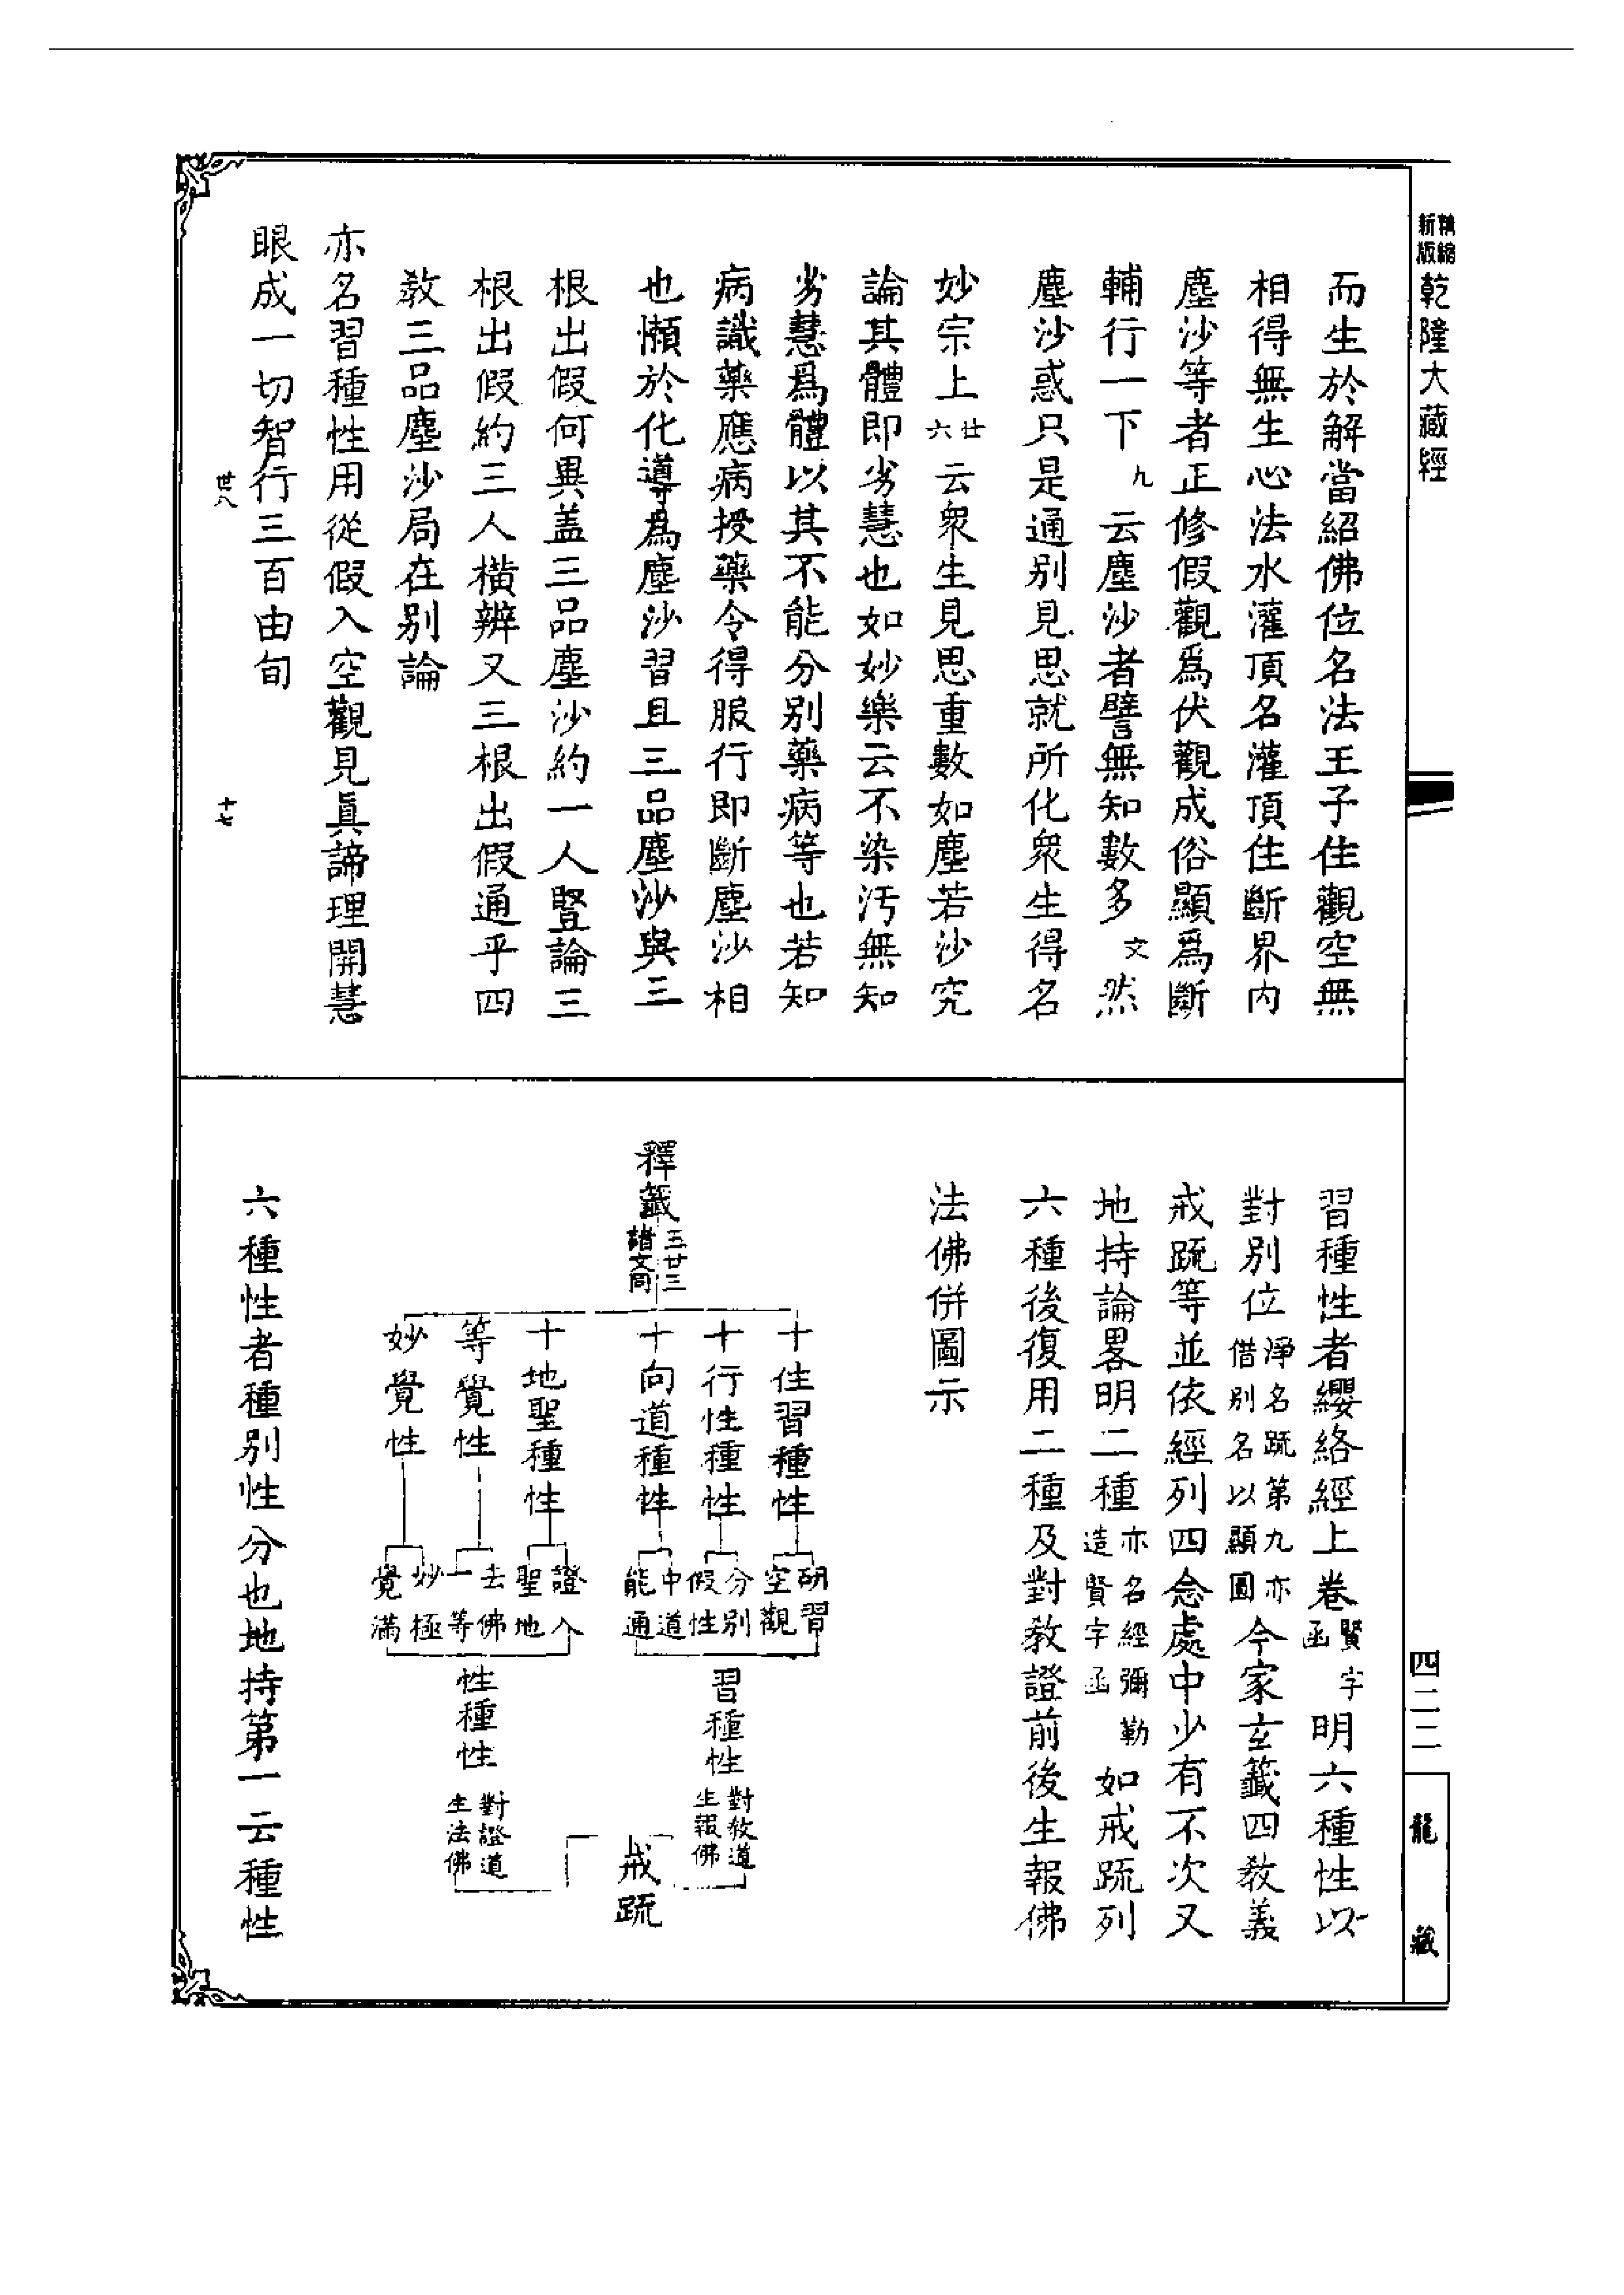 精縮新版乾隆大藏經
而生於解當紹佛位名法王子住觀空無
相得無生心法水灌頂名灌頂住斷界內
塵沙等者正修假觀爲伏觀成俗顯爲斷
輔行一下九云塵沙者譬無知數多文然
塵沙惑只是通别見思就所化衆生得名
妙宗上廿六云衆生見思重數如塵若沙究
論其體即劣慧也如妙樂云不染汚無知
劣慧爲體以其不能分别藥病等也若知
病識藥應病授藥令得服行即斷塵沙相
也懶於化導爲塵沙習且三品塵沙與三
根出假何異盖三品塵沙約一人豎論三
根出假約三人橫辨又三根出假通乎四
教三品塵沙局在别論
亦名習種性用從假入空觀見眞諦理開慧
眼成一切智行三百由旬
世八
十七
習種性者纓絡經上卷賢字函明六種性以
對别位淨名䟽第九亦借别名以顯圓今家玄籤四教義
戒䟽等並依經列四念處中少有不次又
地持論畧明二種亦名經彌勒造賢字函如戒䟽列
六種後復用二種及對教證前後生報佛
法佛併圖示
釋籤三廿三諸文同
十住習種性
十行性種性
十向道種性
十地聖種性
等覺性
妙覺性
研習空觀
分别假性
中道能通
證入聖地
去佛一等
妙極覺滿
習種性對教道生報佛
性種性對證道生法佛
戒䟽
六種性者種别性分也地持第一云種性
四二二
龍藏